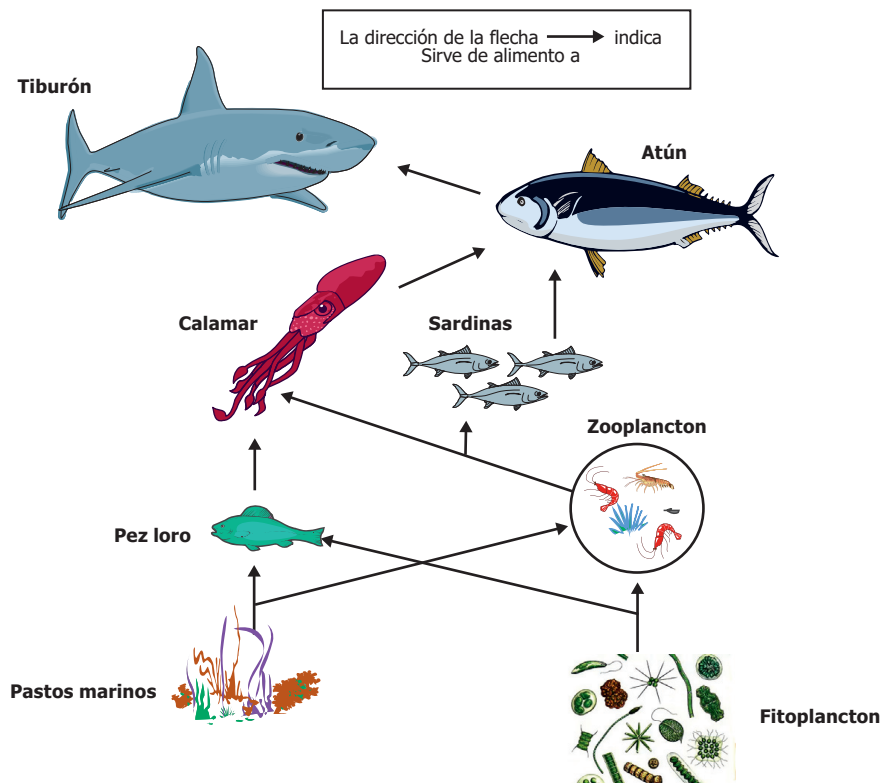 La dirección de la flecha indica
Sirve de alimento a
Tiburón
Atún
Calamar
Sardinas
Zooplancton
Pez loro
Pastos marinos
Fitoplancton